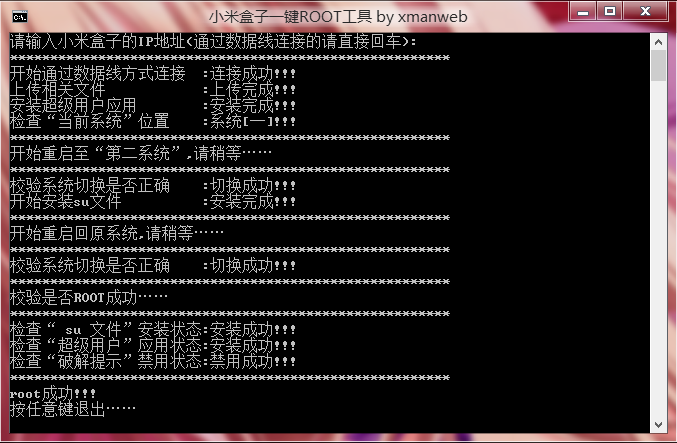 小米盒子一键ROOT工具 by xmanweb
请输入小米盒子的IP地址(通过数据线连接的请直接回车):
*******************************************************
开始通过数据线方式连接  :连接成功!!!
上传相关文件            :上传完成!!!
安装超级用户应用        :安装完成!!!
检查“当前系统”位置    :系统[一]!!!
*******************************************************
开始重启至“第二系统”,请稍等……
*******************************************************
校验系统切换是否正确    :切换成功!!!
开始安装su文件          :安装完成!!!
*******************************************************
开始重启回原系统,请稍等……
*******************************************************
校验系统切换是否正确    :切换成功!!!
*******************************************************
校验是否ROOT成功……
*******************************************************
检查“ su 文件”安装状态:安装成功!!!
检查“超级用户”应用状态:安装成功!!!
检查“破解提示”禁用状态:禁用成功!!!
*******************************************************
root成功!!!
按任意键退出……